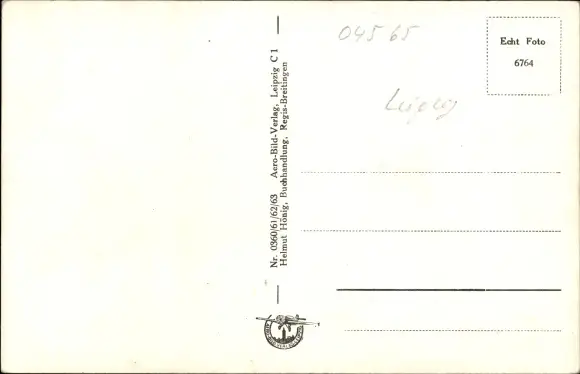 Nr. 0360/61/62/63 Aero-Bild-Verlag, Leipzig C 1
Helmut Hönig, Buchhandlung, Regis-Breitingen
04565
Leipzig
Echt Foto
6764